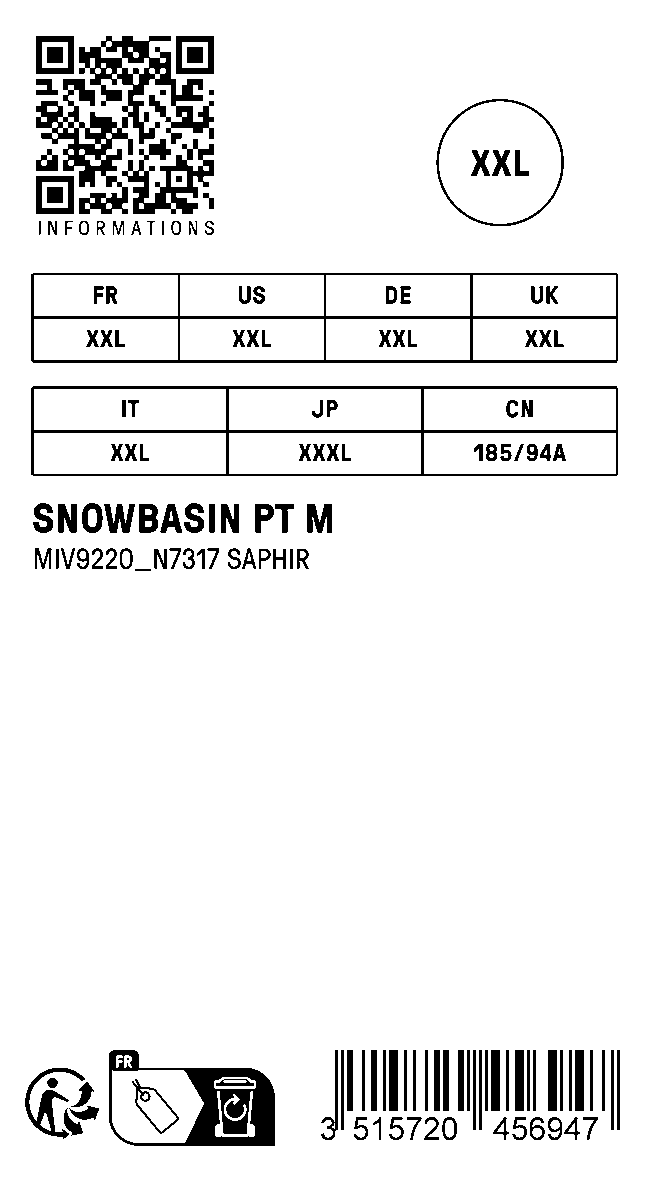 INFORMATIONS
XXL
FR US DE UK
XXL XXL XXL XXL
IT JP CN
XXL XXXL 185/94A
SNOWBASIN PT M
MIV9220_N7317 SAPHIR
FR
3 515720 456947